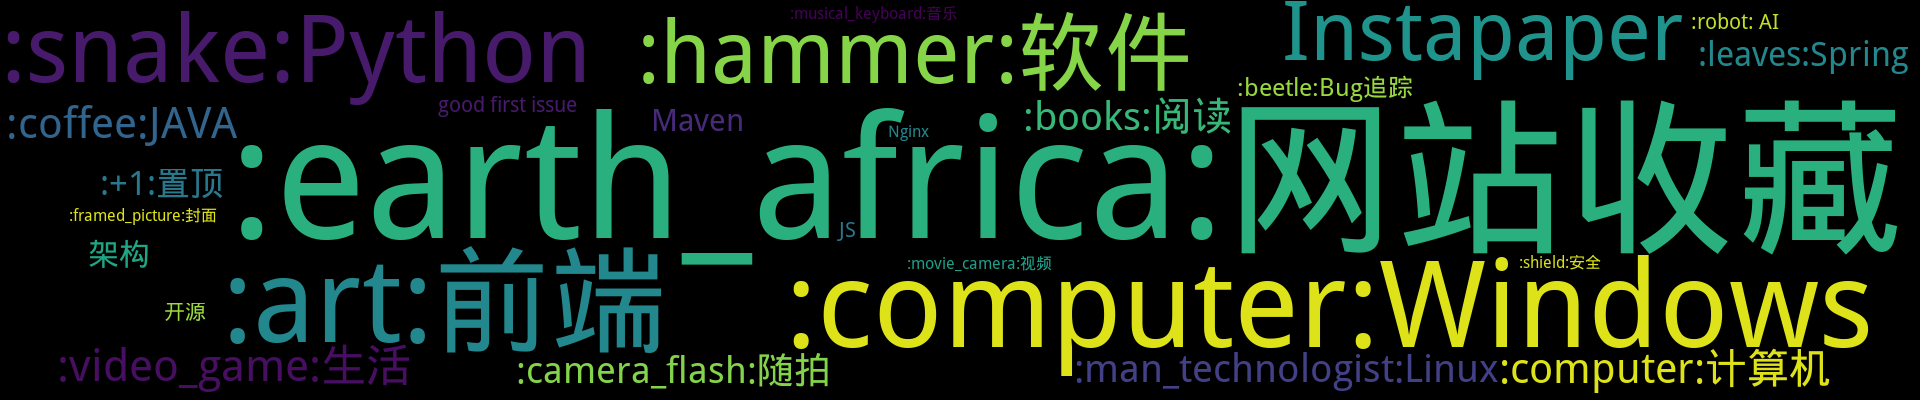 :musical_keyboard:音乐
:snake:Python
:hammer:软件
Instapaper
:robot: AI
:leaves:Spring
:beetle:Bug追踪
good first issue
:coffee:JAVA
Maven
Nginx
:books:阅读
:earth_africa:网站收藏
:+1:置顶
:framed_picture:封面
JS
架构
:movie_camera:视频
:shield:安全
:art:前端
:computer:Windows
开源
:video_game:生活
:camera_flash:随拍
:man_technologist:Linux
:computer:计算机